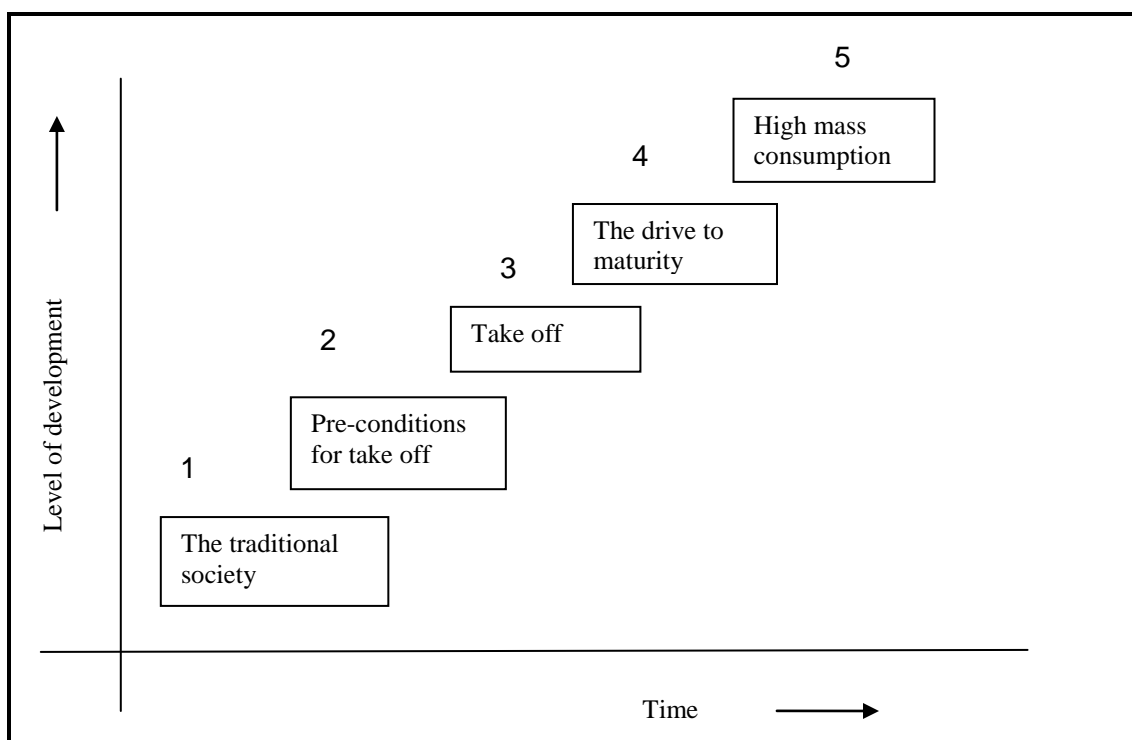 5
High mass
consumption
4
The drive to
maturity
3
Take off
2
Pre-conditions
for take off
1
The traditional
society
Level of development
Time